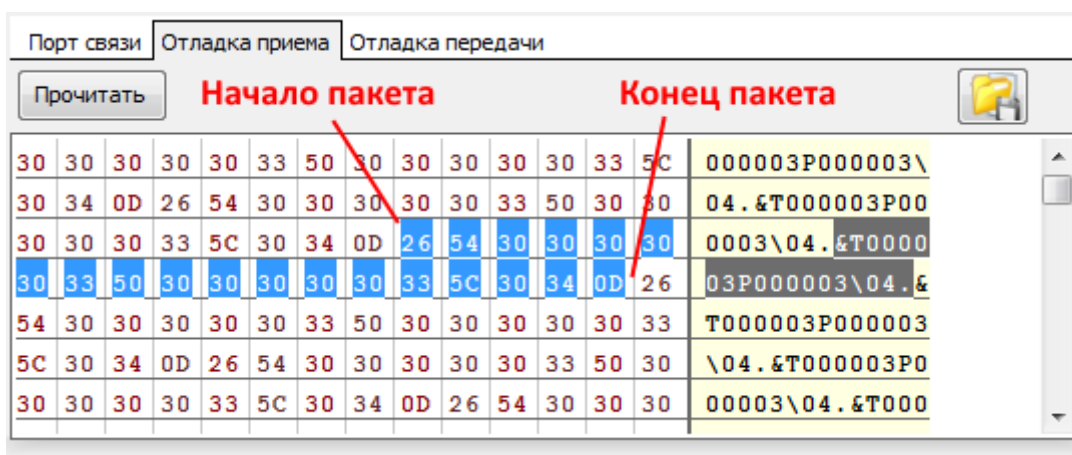 Порт связи Отладка приема Отладка передачи
Прочитать Начало пакета Конец пакета
30 30 30 30 30 33 50 30 30 30 30 30 33 5C 000003P000003\
30 34 0D 26 54 30 30 30 30 30 33 50 30 30 04.&T000003P00
30 30 30 33 5C 30 34 0D 26 54 30 30 30 30 0003\04.&T0000
30 33 50 30 30 30 30 30 33 5C 30 34 0D 26 03P000003\04.&
54 30 30 30 30 30 33 50 30 30 30 30 30 33 T000003P000003
5C 30 34 0D 26 54 30 30 30 30 30 33 50 30 \04.&T000003P0
30 30 30 30 33 5C 30 34 0D 26 54 30 30 30 00003\04.&T000